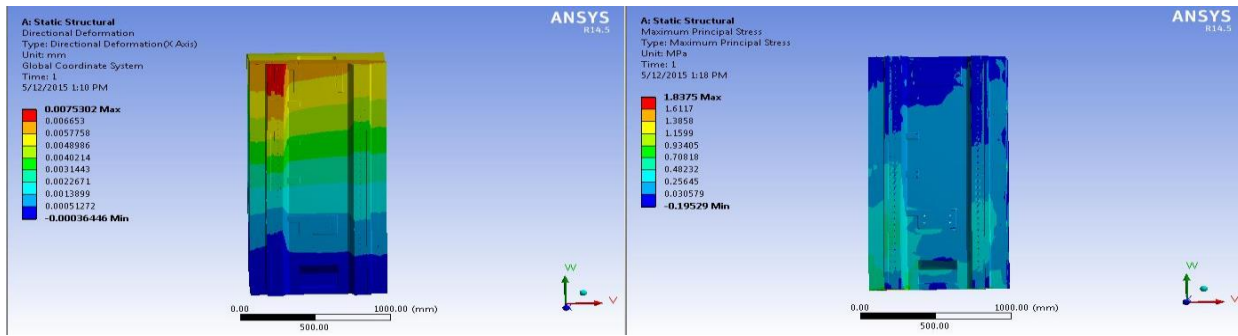 A: Static Structural
Directional Deformation
Type: Directional Deformation(X Axis)
Unit: mm
Global Coordinate System
Time: 1
5/12/2015 1:10 PM
0.0075302 Max
0.006653
0.0057758
0.0048986
0.0040214
0.0031443
0.0022671
0.0013899
0.00051272
-0.00036446 Min
ANSYS
R14.5
0.00
1000.00 (mm)
500.00
A: Static Structural
Maximum Principal Stress
Type: Maximum Principal Stress
Unit: MPa
Time: 1
5/12/2015 1:18 PM
1.8375 Max
1.6117
1.3858
1.1599
0.93405
0.70818
0.48232
0.25645
0.030579
-0.19529 Min
ANSYS
R14.5
0.00
1000.00 (mm)
500.00